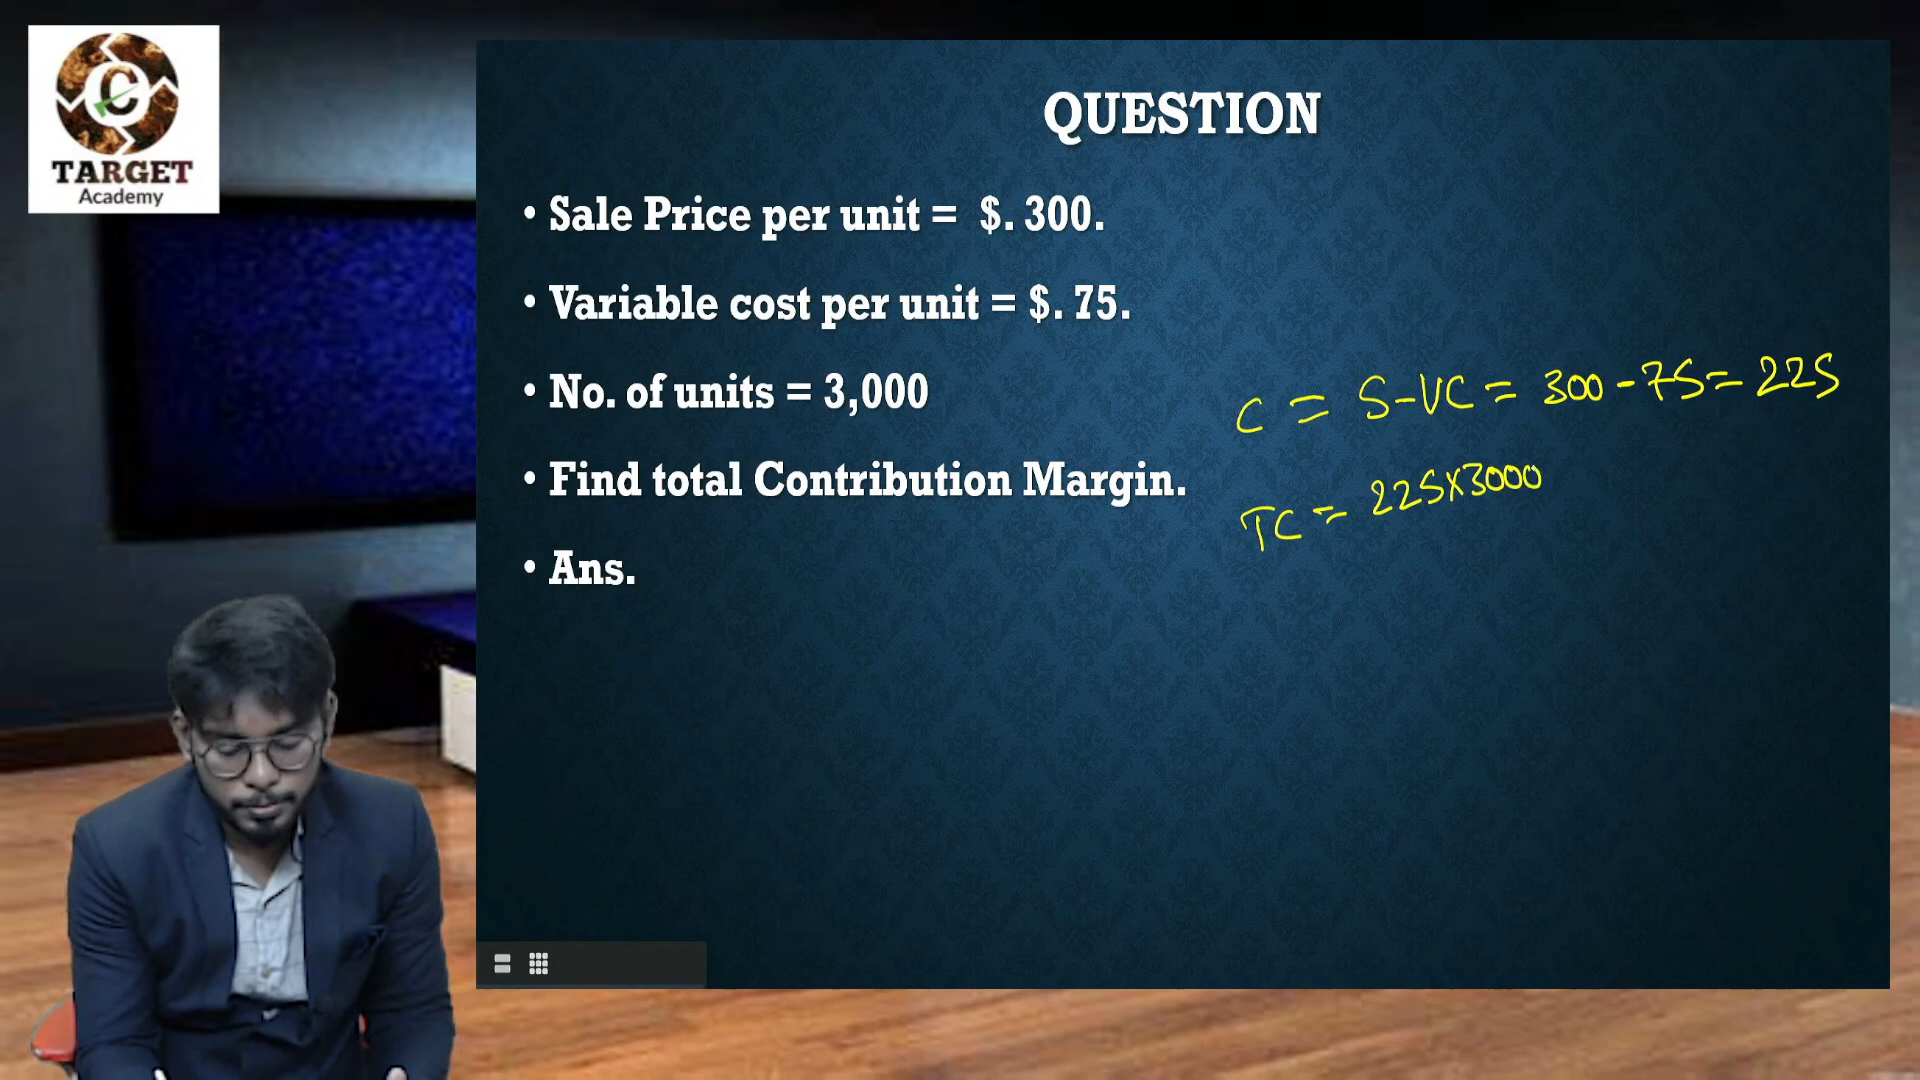 C
TARGET
Academy
QUESTION
• Sale Price per unit = $. 300.
• Variable cost per unit = $. 75.
• No. of units = 3,000
C = S-VC = 300-75= 225
• Find total Contribution Margin.
TC = 225X3000
• Ans.